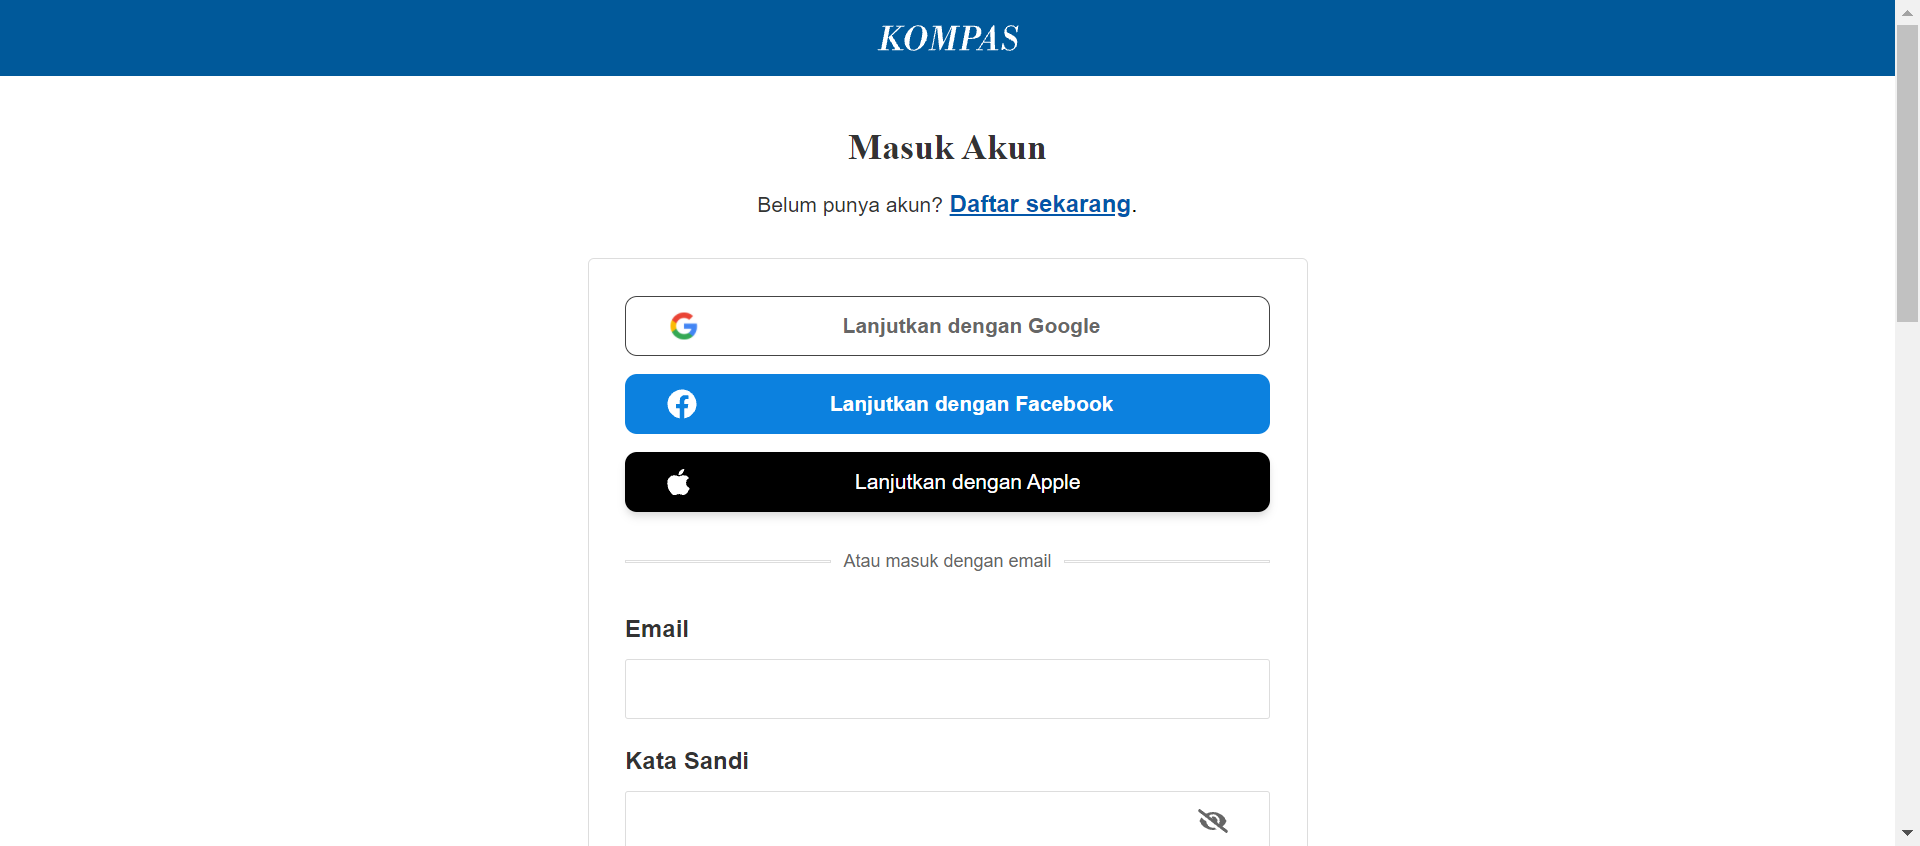 KOMPAS
Masuk Akun
Belum punya akun? Daftar sekarang.
Lanjutkan dengan Google
Lanjutkan dengan Facebook
Lanjutkan dengan Apple
Atau masuk dengan email
Email
Kata Sandi